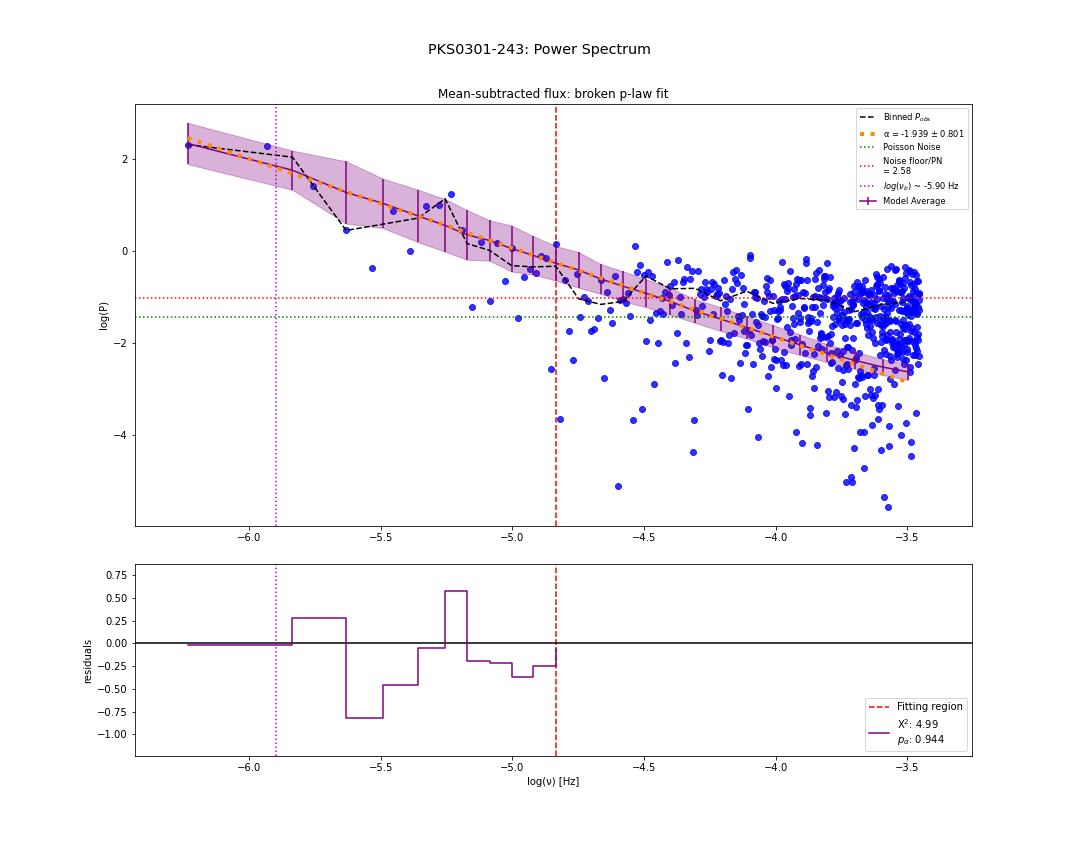 PKS0301-243: Power Spectrum
Mean-subtracted flux: broken p-law fit
Binned P_obs
α = -1.939 ± 0.801
Poisson Noise
Noise floor/PN
= 2.58
log(ν_b) ~ -5.90 Hz
Model Average
log(P)
2
0
−2
−4
−6.0 −5.5 −5.0 −4.5 −4.0 −3.5
residuals
0.75
0.50
0.25
0.00
−0.25
−0.50
−0.75
−1.00
Fitting region
X²: 4.99
p_α: 0.944
−6.0 −5.5 −5.0 −4.5 −4.0 −3.5
log(ν) [Hz]